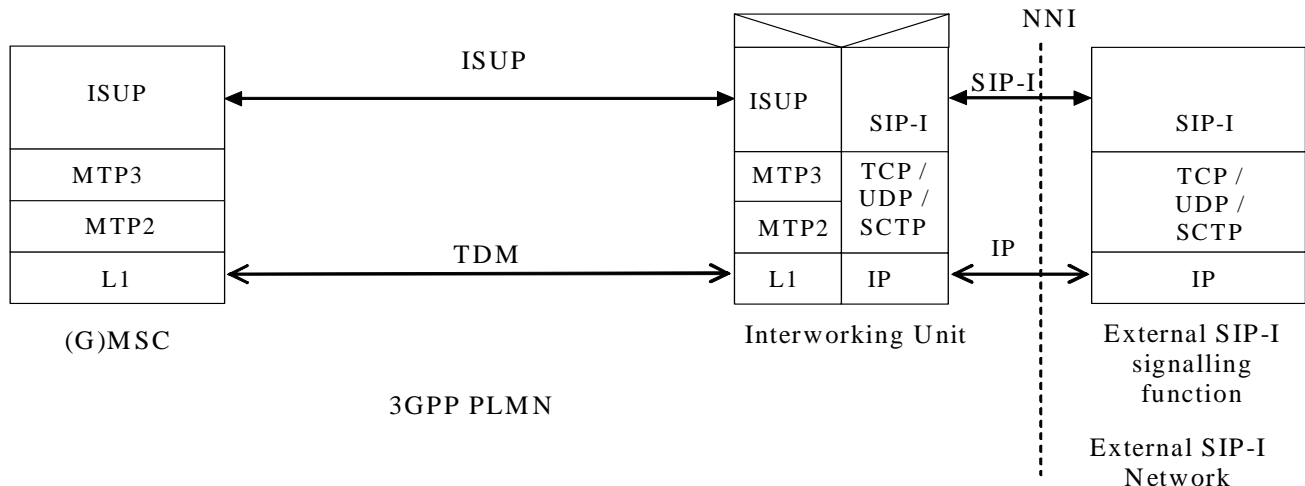 NNI
ISUP
SIP-I
ISUP
MTP3
MTP2
L1
TDM
ISUP
MTP3
MTP2
L1
SIP-I
TCP /
UDP /
SCTP
IP
IP
SIP-I
TCP /
UDP /
SCTP
IP
(G)MSC
Interworking Unit
External SIP-I
signalling
function
3GPP PLMN
External SIP-I
Network